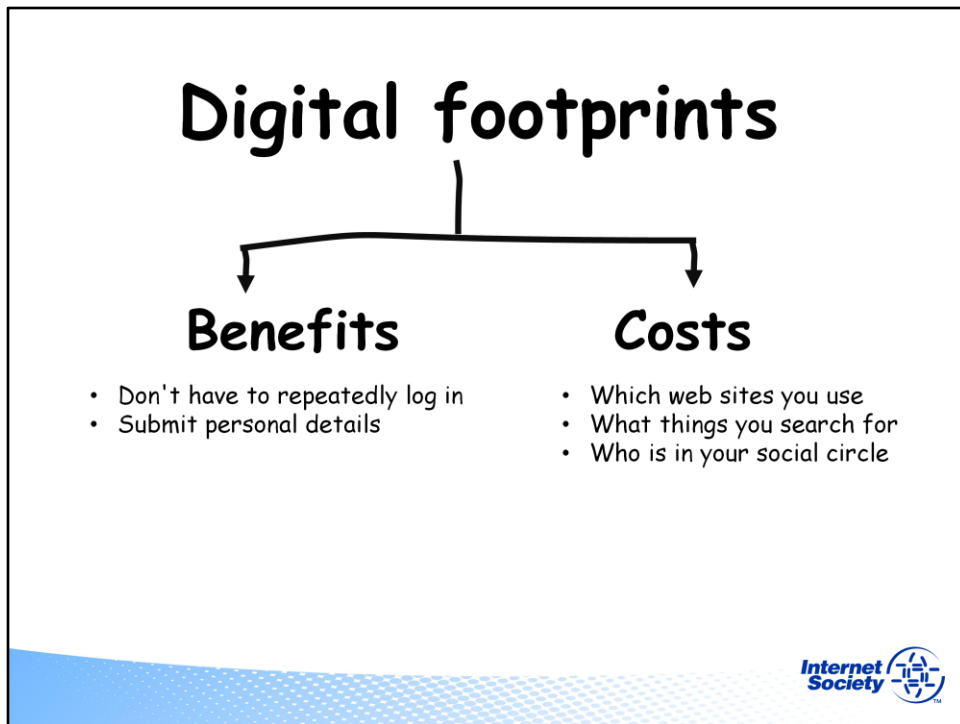 Digital footprints
Benefits
• Don't have to repeatedly log in
• Submit personal details
Costs
• Which web sites you use
• What things you search for
• Who is in your social circle
Internet
Society
TM